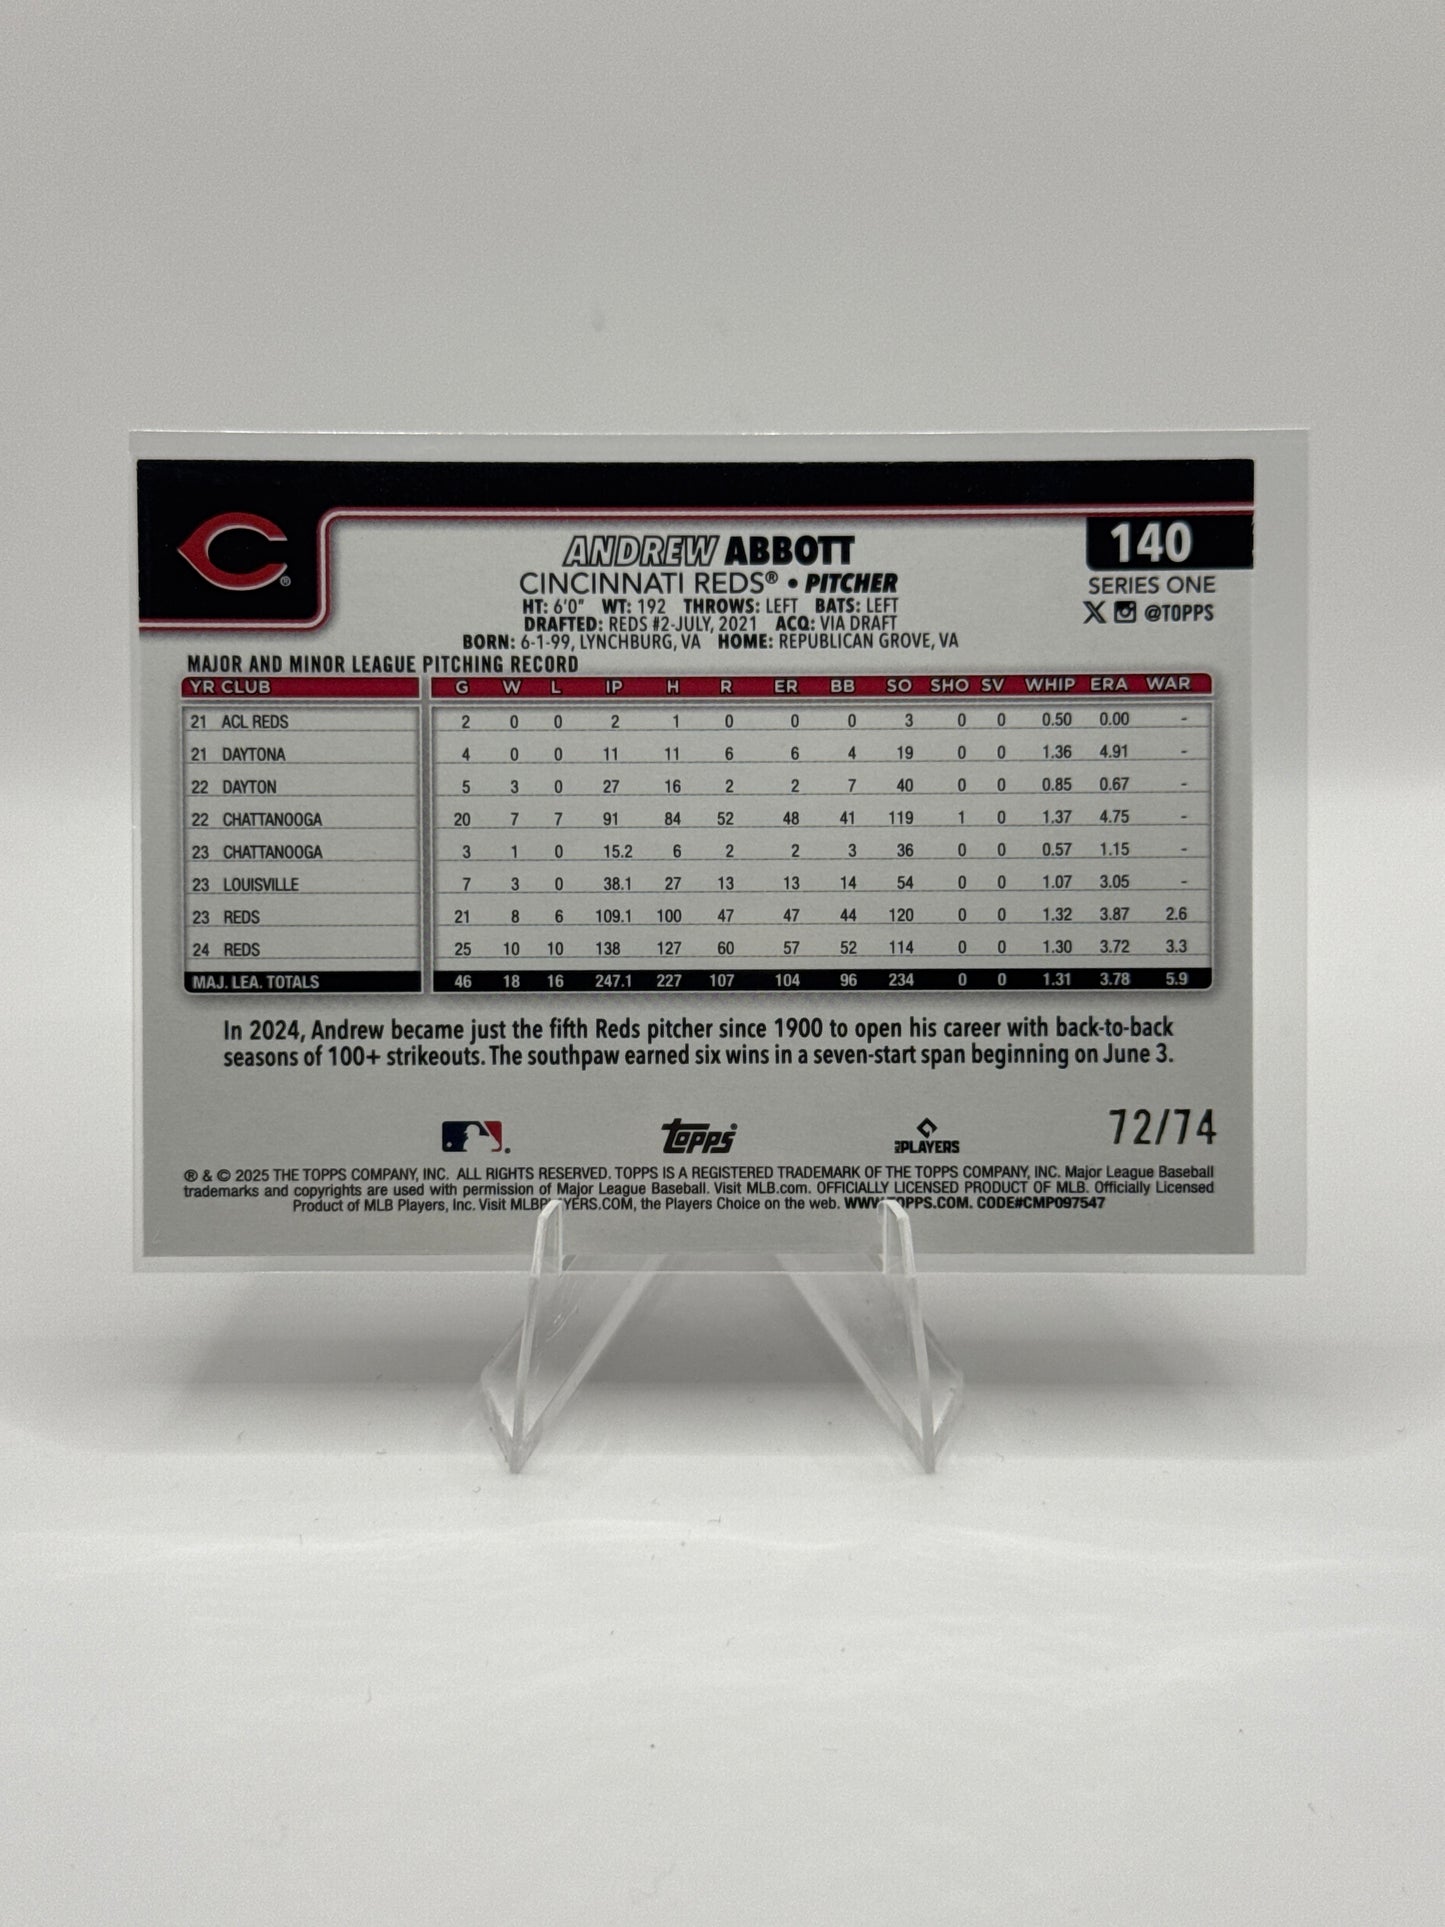 C ®
ANDREW ABBOTT
140
CINCINNATI REDS® • PITCHER
SERIES ONE
HT: 6'0" WT: 192 THROWS: LEFT BATS: LEFT
X @TOPPS
DRAFTED: REDS #2-JULY, 2021 ACQ: VIA DRAFT
BORN: 6-1-99, LYNCHBURG, VA HOME: REPUBLICAN GROVE, VA
MAJOR AND MINOR LEAGUE PITCHING RECORD
YR CLUB G W L IP H R ER BB SO SHO SV WHIP ERA WAR
21 ACL REDS 2 0 0 2 1 0 0 0 3 0 0 0.50 0.00 -
21 DAYTONA 4 0 0 11 11 6 6 4 19 0 0 1.36 4.91 -
22 DAYTON 5 3 0 27 16 2 2 7 40 0 0 0.85 0.67 -
22 CHATTANOOGA 20 7 7 91 84 52 48 41 119 1 0 1.37 4.75 -
23 CHATTANOOGA 3 1 0 15.2 6 2 2 3 36 0 0 0.57 1.15 -
23 LOUISVILLE 7 3 0 38.1 27 13 13 14 54 0 0 1.07 3.05 -
23 REDS 21 8 6 109.1 100 47 47 44 120 0 0 1.32 3.87 2.6
24 REDS 25 10 10 138 127 60 57 52 114 0 0 1.30 3.72 3.3
MAJ. LEA. TOTALS 46 18 16 247.1 227 107 104 96 234 0 0 1.31 3.78 5.9
In 2024, Andrew became just the fifth Reds pitcher since 1900 to open his career with back-to-back
seasons of 100+ strikeouts. The southpaw earned six wins in a seven-start span beginning on June 3.
topps
PLAYERS
72/74
® & © 2025 THE TOPPS COMPANY, INC. ALL RIGHTS RESERVED. TOPPS IS A REGISTERED TRADEMARK OF THE TOPPS COMPANY, INC. Major League Baseball
trademarks and copyrights are used with permission of Major League Baseball. Visit MLB.com. OFFICIALLY LICENSED PRODUCT OF MLB. Officially Licensed
Product of MLB Players, Inc. Visit the Players Choice on the web. CODE#CMP097547